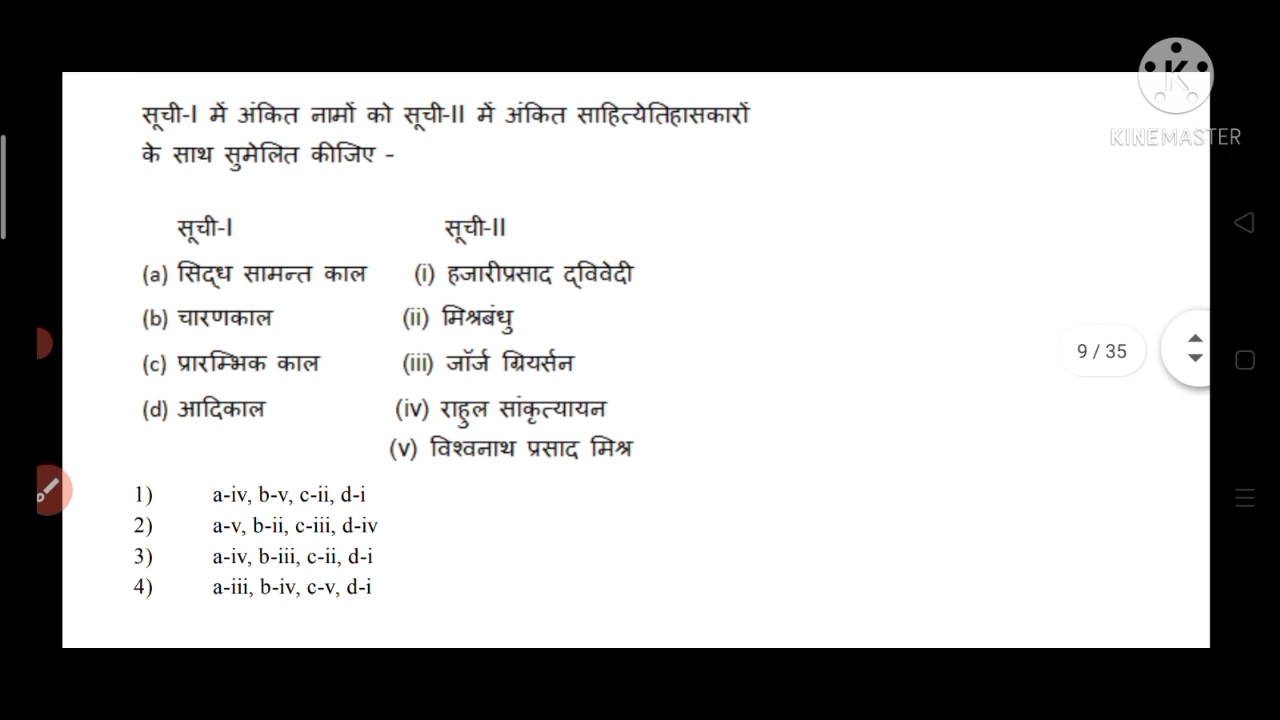 सूची-I में अंकित नामों को सूची-II में अंकित साहित्येतिहासकारों
के साथ सुमेलित कीजिए -
सूची-I सूची-II
(a) सिद्ध सामन्त काल (i) हजारीप्रसाद द्विवेदी
(b) चारणकाल (ii) मिश्रबंधु
(c) प्रारम्भिक काल (iii) जॉर्ज ग्रियर्सन
(d) आदिकाल (iv) राहुल सांकृत्यायन
(v) विश्वनाथ प्रसाद मिश्र
1) a-iv, b-v, c-ii, d-i
2) a-v, b-ii, c-iii, d-iv
3) a-iv, b-iii, c-ii, d-i
4) a-iii, b-iv, c-v, d-i
K
KINEMASTER
9 / 35